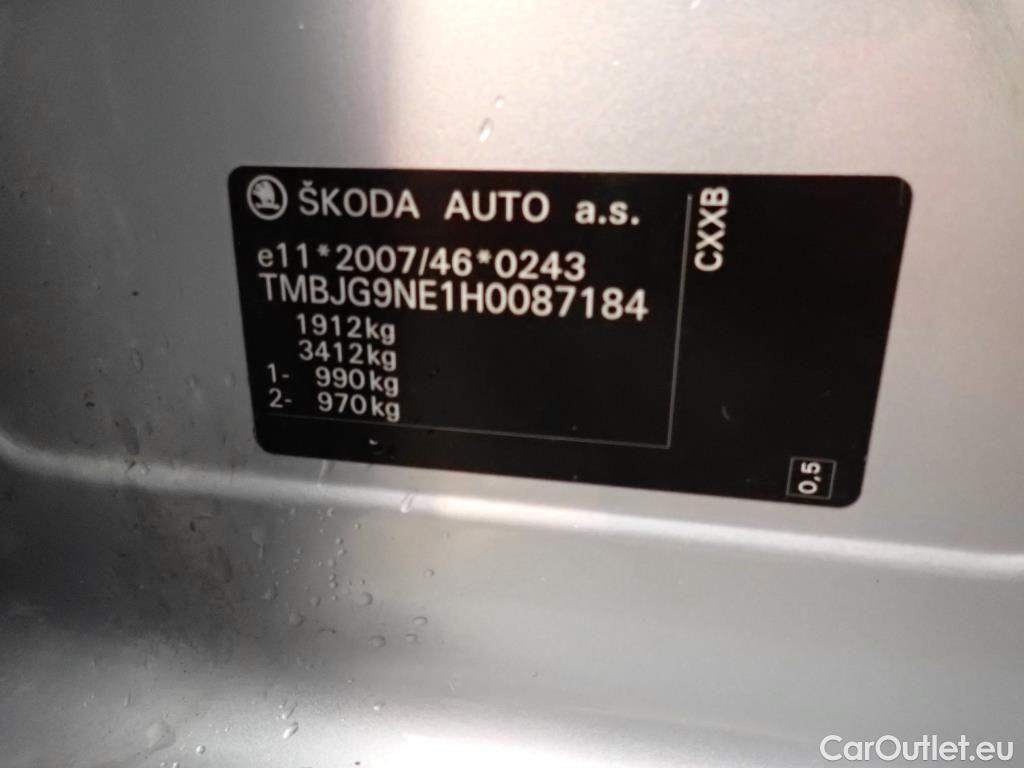 ŠKODA AUTO a.s.
e11*2007/46*0243
TMBJG9NE1H0087184
1912kg
3412kg
1- 990kg
2- 970kg
CXXB
0,5
CarOutlet.eu